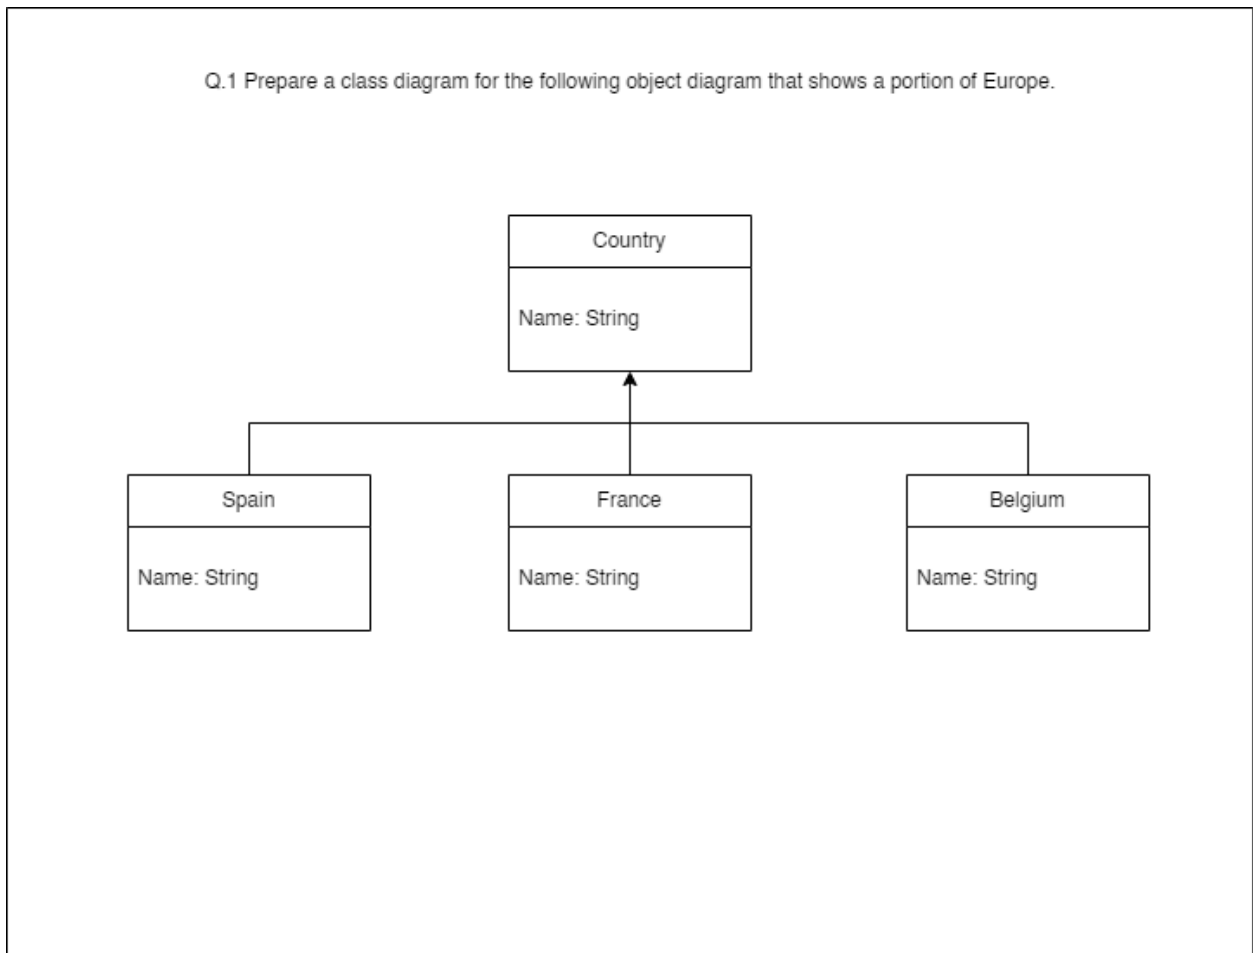 Q.1 Prepare a class diagram for the following object diagram that shows a portion of Europe.
Country
Name: String
Spain
France
Belgium
Name: String
Name: String
Name: String